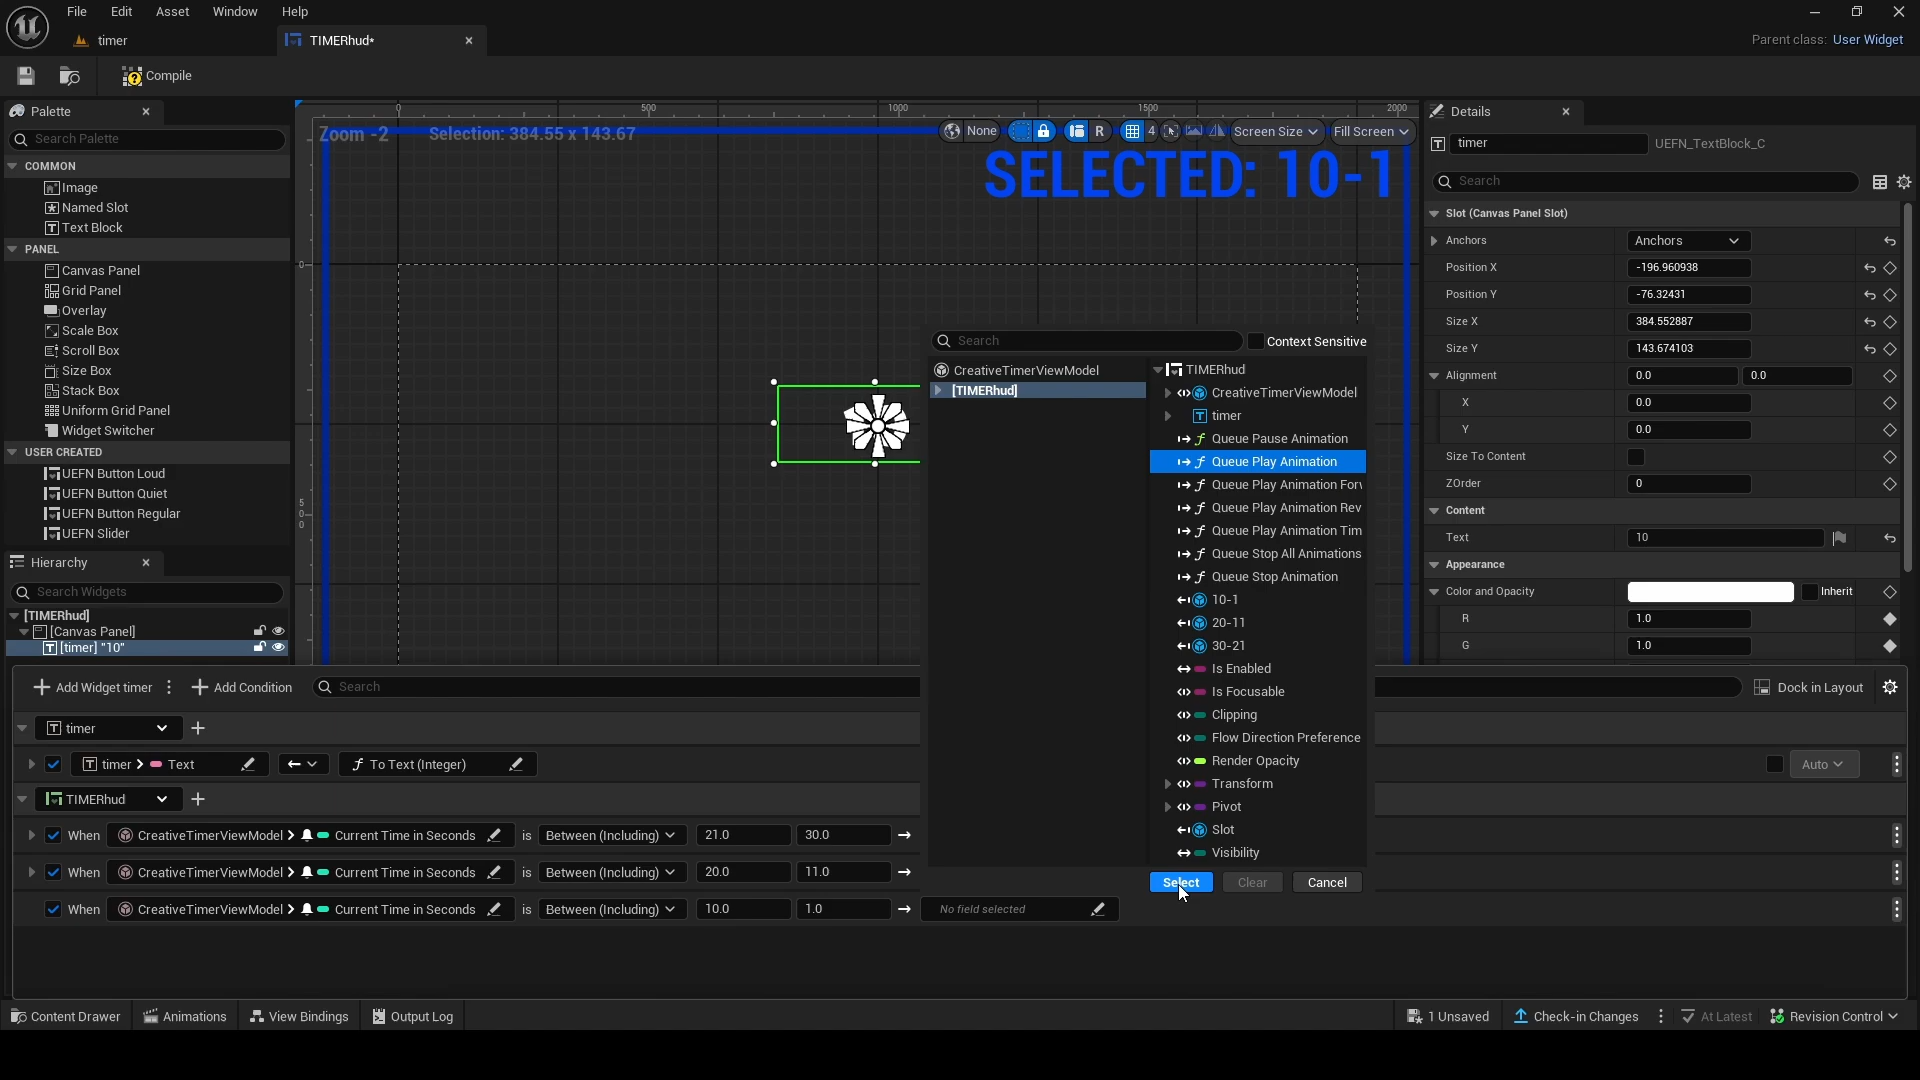 File Edit Asset Window Help
timer
TIMERhud*
Parent class: User Widget
Compile
Palette
Search Palette
COMMON
Image
Named Slot
Text Block
PANEL
Canvas Panel
Grid Panel
Overlay
Scale Box
Scroll Box
Size Box
Stack Box
Uniform Grid Panel
Widget Switcher
USER CREATED
UEFN Button Loud
UEFN Button Quiet
UEFN Button Regular
UEFN Slider
Hierarchy
Search Widgets
[TIMERhud]
[Canvas Panel]
[timer] "10"
0 500 1000 1500 2000
Zoom -2 Selection: 384.55 x 143.67
None R 4 Screen Size Fill Screen
SELECTED: 10-1
0
5
0
0
Search Context Sensitive
CreativeTimerViewModel
[TIMERhud]
TIMERhud
CreativeTimerViewModel
timer
Queue Pause Animation
Queue Play Animation
Queue Play Animation Forv
Queue Play Animation Rev
Queue Play Animation Tim
Queue Stop All Animations
Queue Stop Animation
10-1
20-11
30-21
Is Enabled
Is Focusable
Clipping
Flow Direction Preference
Render Opacity
Transform
Pivot
Slot
Visibility
Select Clear Cancel
Details
timer UEFN_TextBlock_C
Search
Slot (Canvas Panel Slot)
Anchors Anchors
Position X -196.960938
Position Y -76.32431
Size X 384.552887
Size Y 143.674103
Alignment 0.0 0.0
X 0.0
Y 0.0
Size To Content
ZOrder 0
Content
Text 10
Appearance
Color and Opacity Inherit
R 1.0
G 1.0
Add Widget timer Add Condition Search Dock in Layout
timer
timer Text To Text (Integer) Auto
TIMERhud
When CreativeTimerViewModel Current Time in Seconds is Between (Including) 21.0 30.0
When CreativeTimerViewModel Current Time in Seconds is Between (Including) 20.0 11.0
When CreativeTimerViewModel Current Time in Seconds is Between (Including) 10.0 1.0 No field selected
Content Drawer Animations View Bindings Output Log 1 Unsaved Check-in Changes At Latest Revision Control